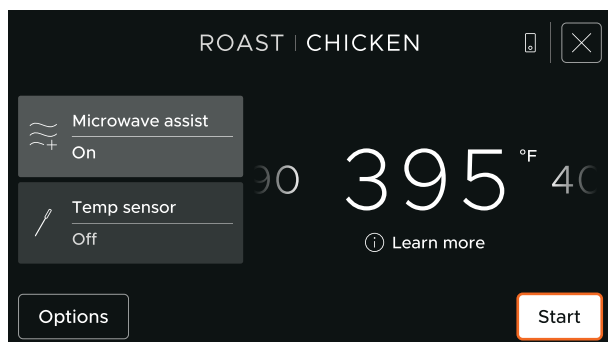 ROAST | CHICKEN
Microwave assist
On
Temp sensor
Off
395 °F
Learn more
Options
Start